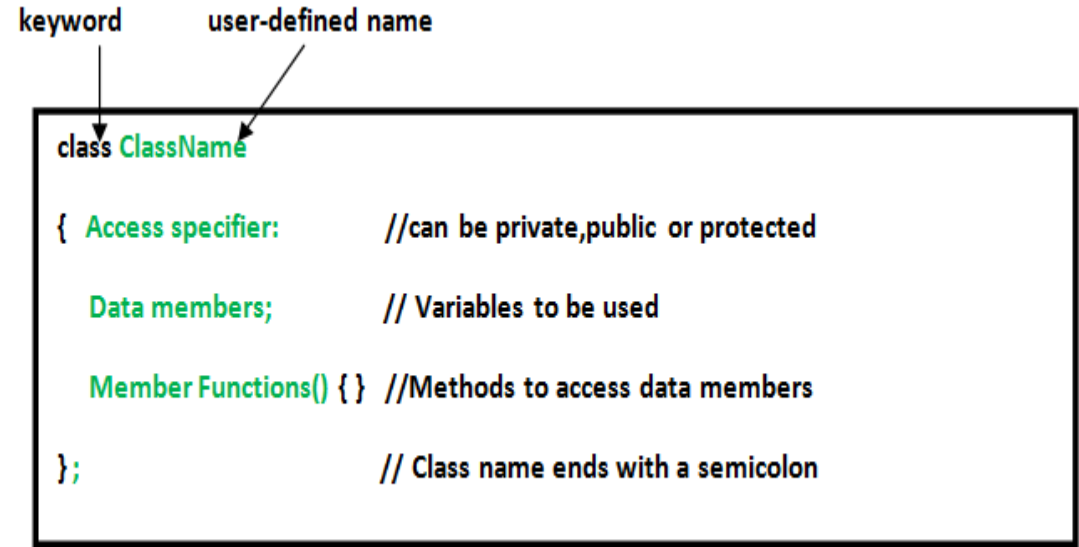 keyword user-defined name
class ClassName
{ Access specifier: //can be private,public or protected
Data members; // Variables to be used
Member Functions() { } //Methods to access data members
} ; // Class name ends with a semicolon